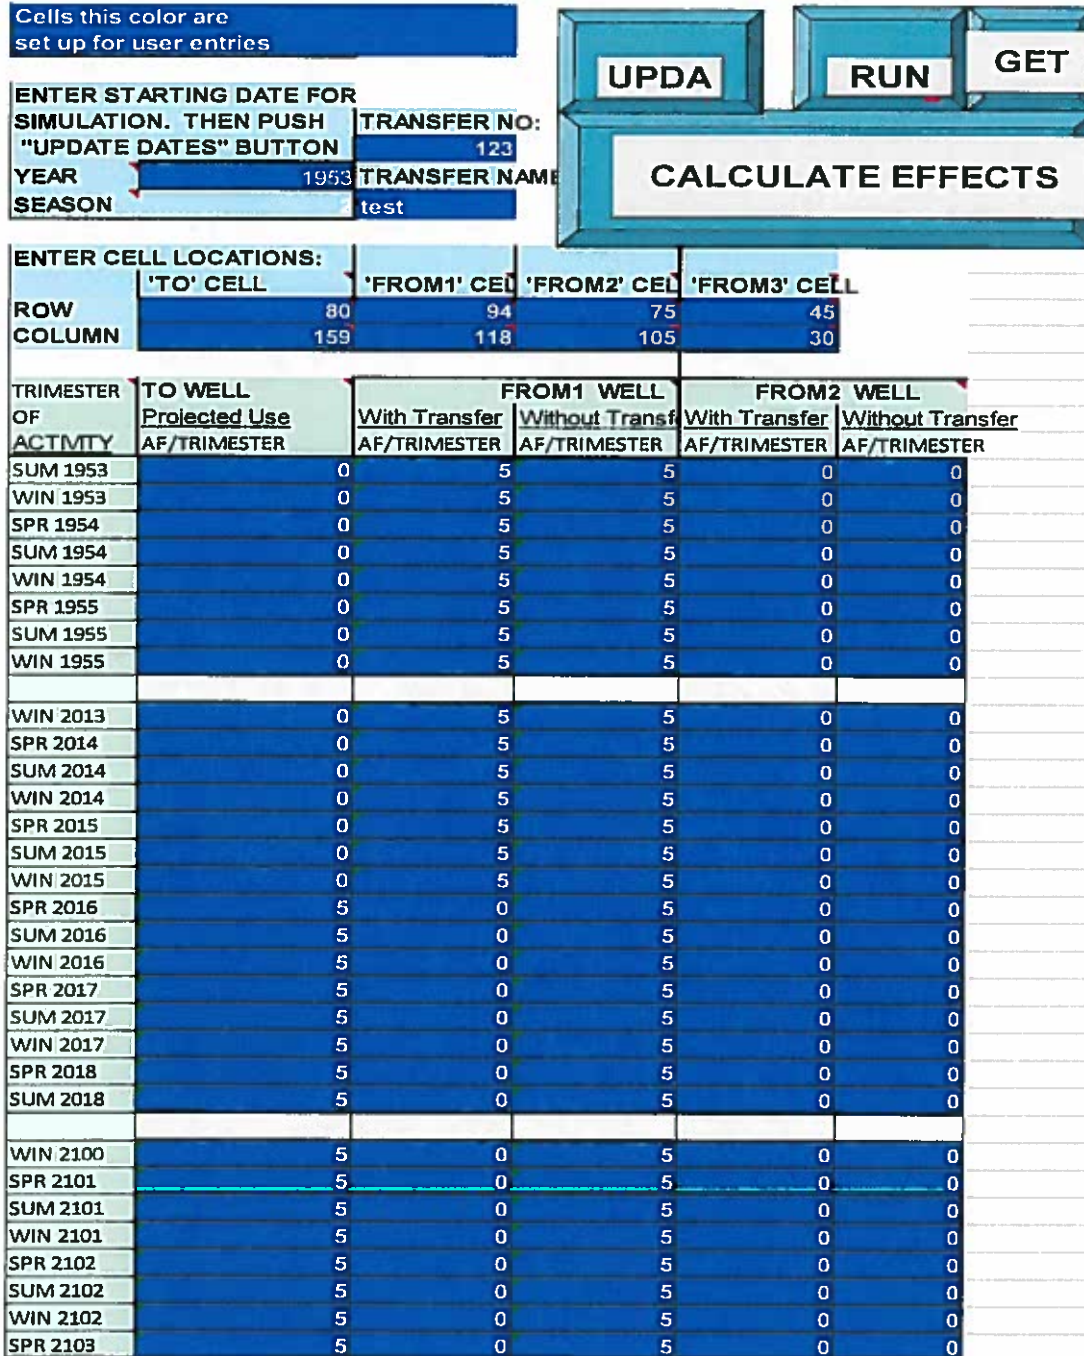 Cells this color are
set up for user entries
UPDA
RUN
GET
CALCULATE EFFECTS
ENTER STARTING DATE FOR
SIMULATION. THEN PUSH
"UPDATE DATES" BUTTON
TRANSFER NO:
123
YEAR 1953 TRANSFER NAME
SEASON 2 test
ENTER CELL LOCATIONS:
'TO' CELL 'FROM1' CEL 'FROM2' CEL 'FROM3' CELL
ROW 80 94 75 45
COLUMN 159 118 105 30
TRIMESTER TO WELL FROM1 WELL FROM2 WELL
OF Projected Use With Transfer Without Transf With Transfer Without Transfer
ACTIVITY AF/TRIMESTER AF/TRIMESTER AF/TRIMESTER AF/TRIMESTER AF/TRIMESTER
SUM 1953 0 5 5 0 0
WIN 1953 0 5 5 0 0
SPR 1954 0 5 5 0 0
SUM 1954 0 5 5 0 0
WIN 1954 0 5 5 0 0
SPR 1955 0 5 5 0 0
SUM 1955 0 5 5 0 0
WIN 1955 0 5 5 0 0
WIN 2013 0 5 5 0 0
SPR 2014 0 5 5 0 0
SUM 2014 0 5 5 0 0
WIN 2014 0 5 5 0 0
SPR 2015 0 5 5 0 0
SUM 2015 0 5 5 0 0
WIN 2015 0 5 5 0 0
SPR 2016 5 0 5 0 0
SUM 2016 5 0 5 0 0
WIN 2016 5 0 5 0 0
SPR 2017 5 0 5 0 0
SUM 2017 5 0 5 0 0
WIN 2017 5 0 5 0 0
SPR 2018 5 0 5 0 0
SUM 2018 5 0 5 0 0
WIN 2100 5 0 5 0 0
SPR 2101 5 0 5 0 0
SUM 2101 5 0 5 0 0
WIN 2101 5 0 5 0 0
SPR 2102 5 0 5 0 0
SUM 2102 5 0 5 0 0
WIN 2102 5 0 5 0 0
SPR 2103 5 0 5 0 0